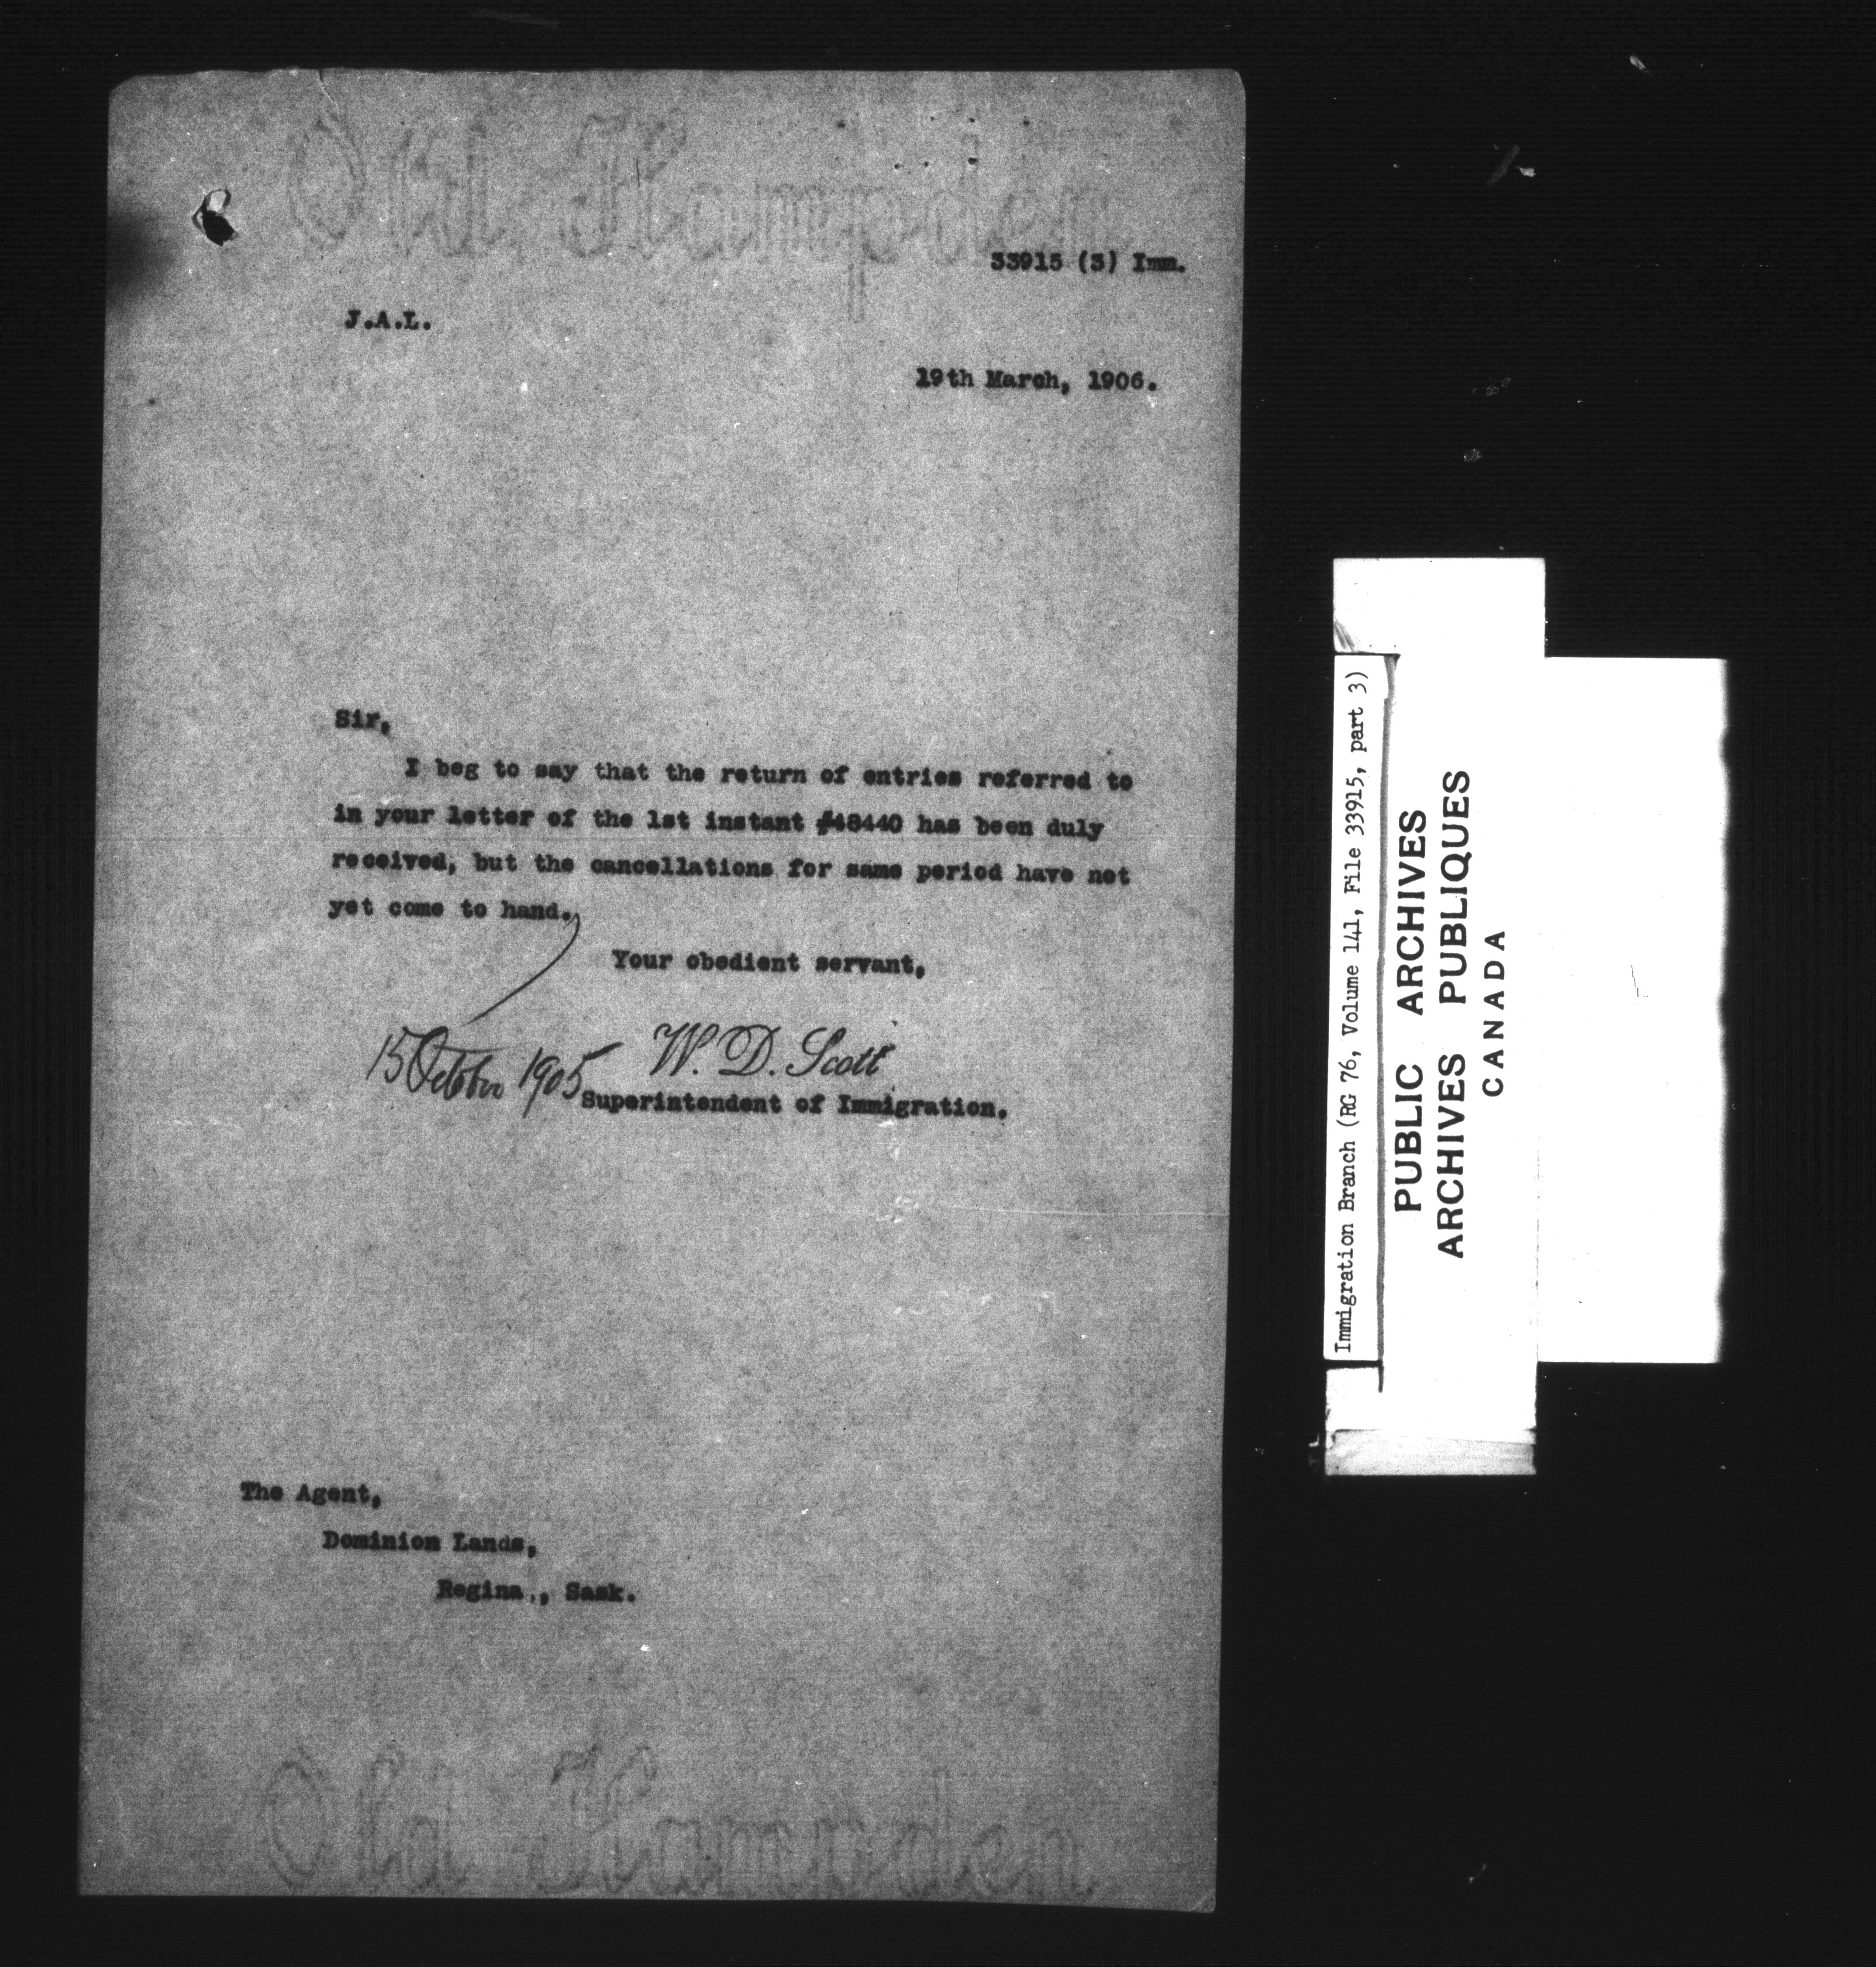 Old Hampden
33915 (3) Imm.
J.A.L.
19th March, 1906.
Sir,
I beg to say that the return of entries referred to
in your letter of the 1st instant #48440 has been duly
received, but the cancellations for same period have not
yet come to hand.
Your obedient servant,
15 October 1905
W. D. Scott
Superintendent of Immigration.
The Agent,
Dominion Lands,
Regina,, Sask.
Old Hampden
Immigration Branch (RG 76, Volume 141, File 33915, part 3)
PUBLIC ARCHIVES
ARCHIVES PUBLIQUES
CANADA